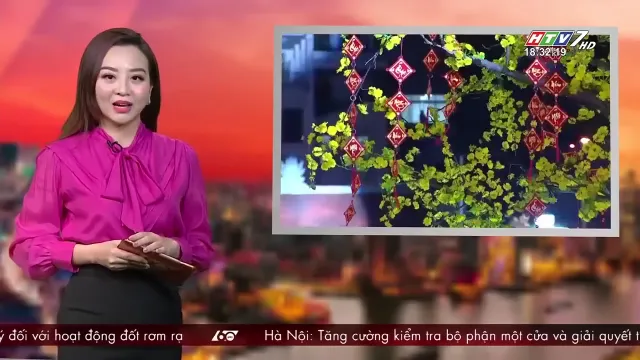 HTV7 HD
18:32:19
ý đối với hoạt động đốt rơm rạ 60 Hà Nội: Tăng cường kiểm tra bộ phận một cửa và giải quyết t